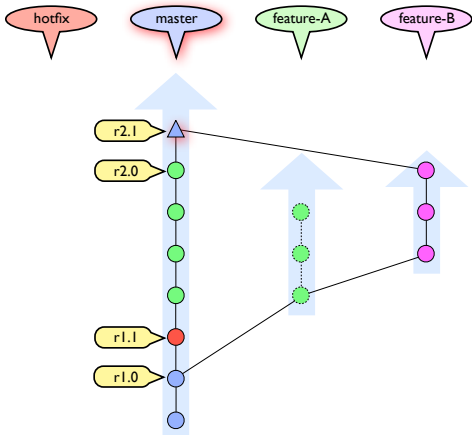 hotfix
master
feature-A
feature-B
r2.1
r2.0
r1.1
r1.0